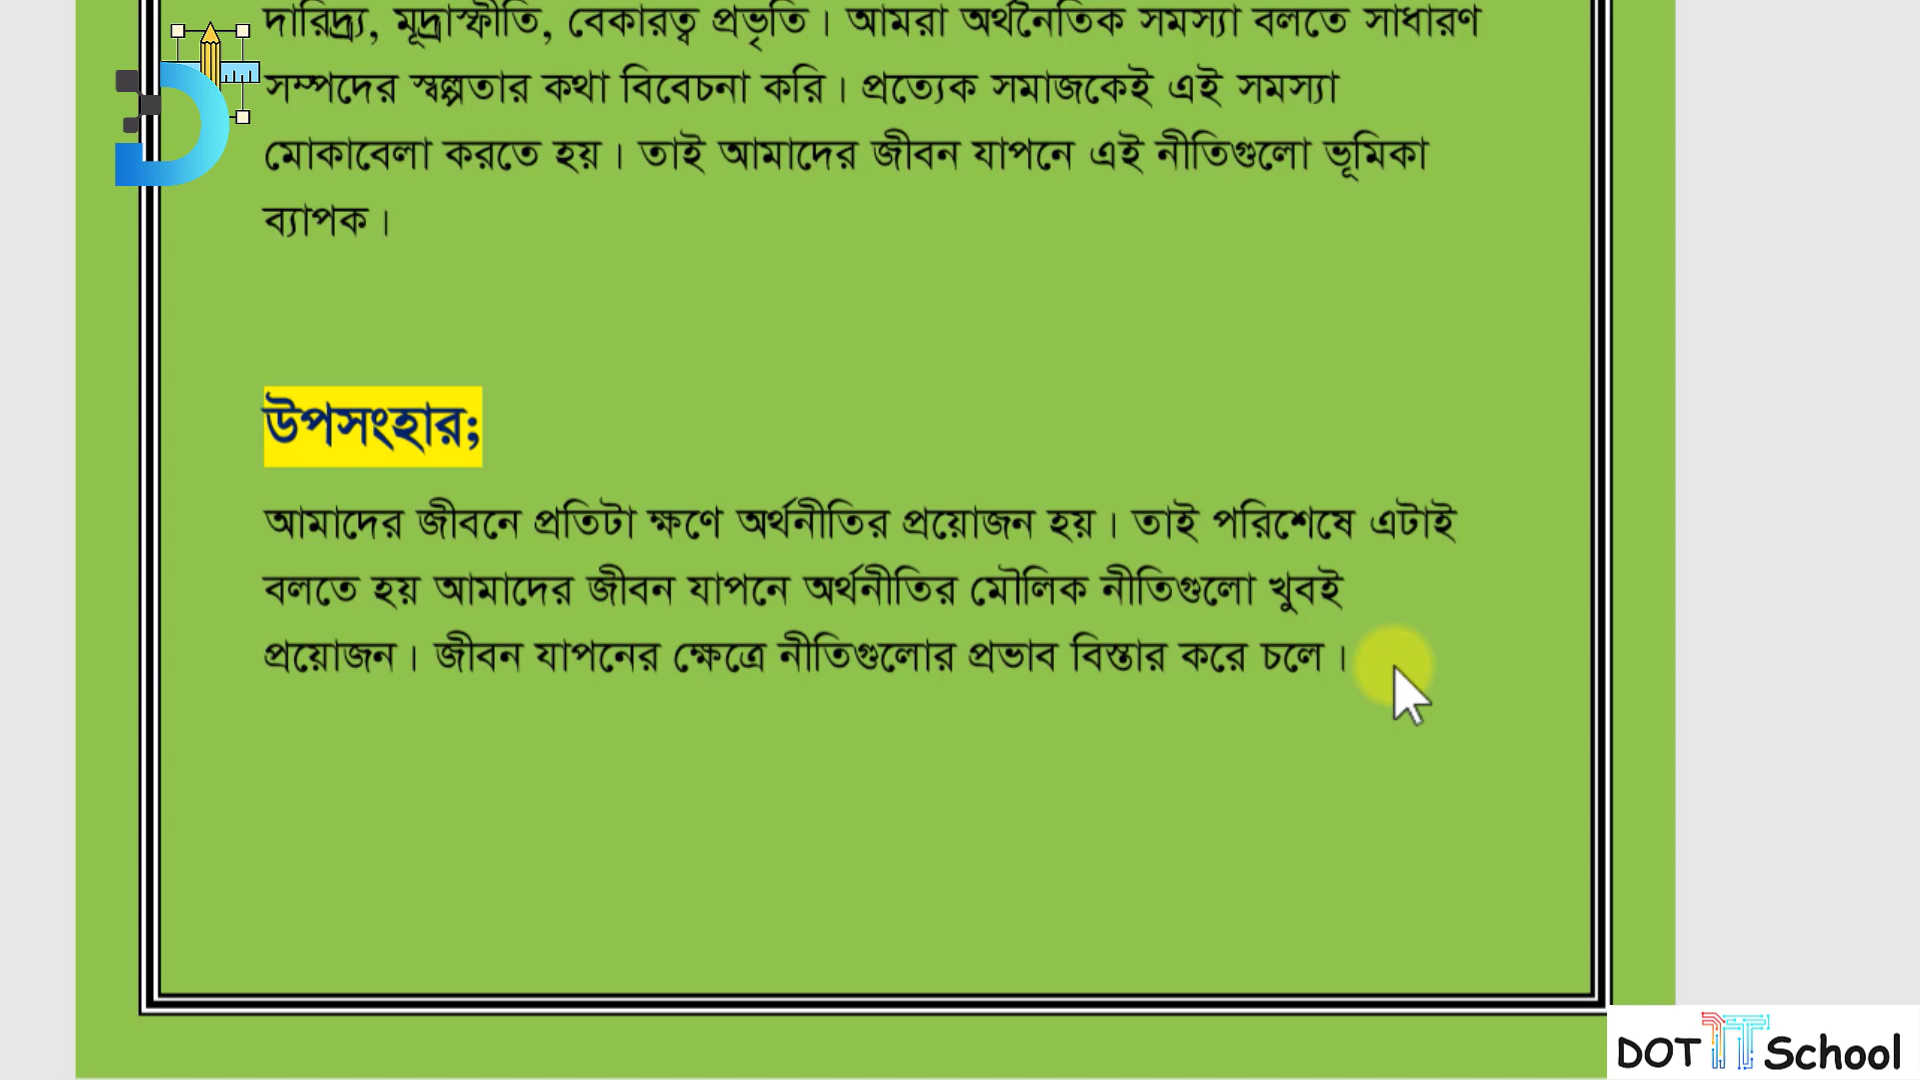 দারিদ্র্য, মূদ্রাস্ফীতি, বেকারত্ব প্রভৃতি। আমরা অর্থনৈতিক সমস্যা বলতে সাধারণ
সম্পদের স্বল্পতার কথা বিবেচনা করি। প্রত্যেক সমাজকেই এই সমস্যা
মোকাবেলা করতে হয়। তাই আমাদের জীবন যাপনে এই নীতিগুলো ভূমিকা
ব্যাপক।
উপসংহার;
আমাদের জীবনে প্রতিটা ক্ষণে অর্থনীতির প্রয়োজন হয়। তাই পরিশেষে এটাই
বলতে হয় আমাদের জীবন যাপনে অর্থনীতির মৌলিক নীতিগুলো খুবই
প্রয়োজন। জীবন যাপনের ক্ষেত্রে নীতিগুলোর প্রভাব বিস্তার করে চলে।
DOT IT School